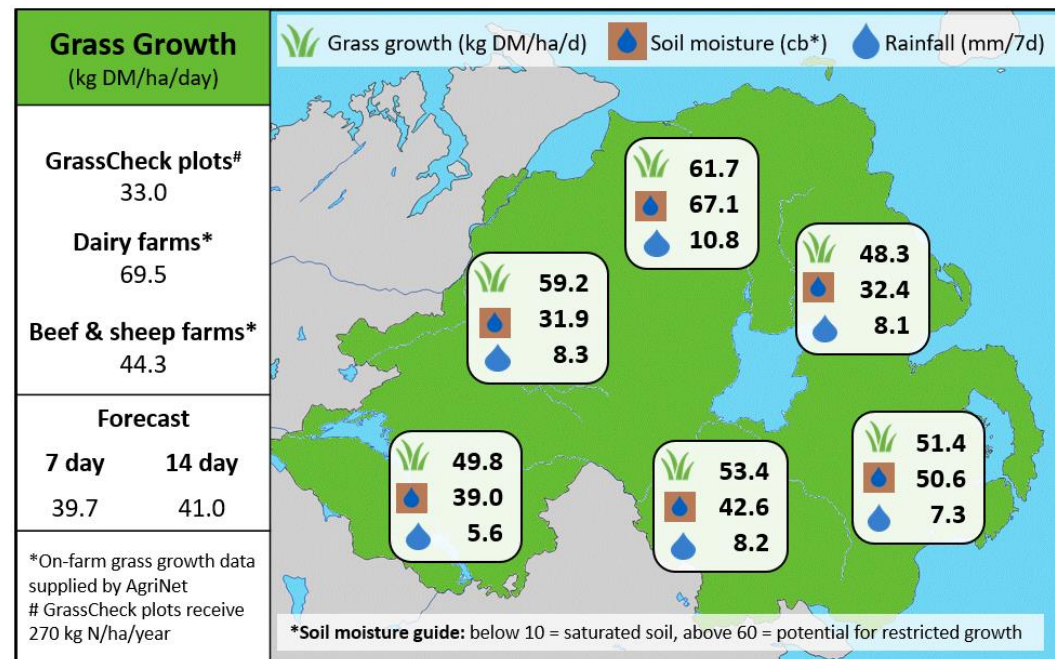 Grass Growth
(kg DM/ha/day)
GrassCheck plots#
33.0
Dairy farms*
69.5
Beef & sheep farms*
44.3
Forecast
7 day 14 day
39.7 41.0
*On-farm grass growth data
supplied by AgriNet
# GrassCheck plots receive
270 kg N/ha/year
Grass growth (kg DM/ha/d) Soil moisture (cb*) Rainfall (mm/7d)
61.7
67.1
10.8
48.3
32.4
8.1
59.2
31.9
8.3
49.8
39.0
5.6
53.4
42.6
8.2
51.4
50.6
7.3
*Soil moisture guide: below 10 = saturated soil, above 60 = potential for restricted growth